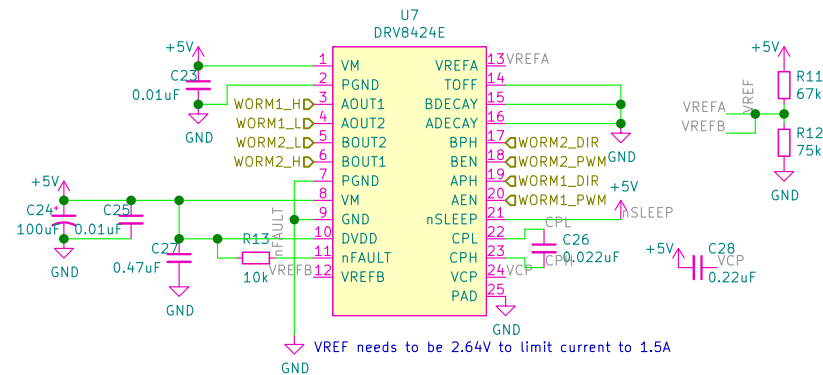 U7
DRV8424E
+5V
C23
0.01uF
GND
1 VM
2 PGND
WORM1_H 3 AOUT1
WORM1_L 4 AOUT2
WORM2_L 5 BOUT2
WORM2_H 6 BOUT1
7 PGND
8 VM
9 GND
10 DVDD
11 nFAULT
VREFB 12 VREFB
VREFA 13 VREFA
TOFF 14
BDECAY 15
ADECAY 16
GND
BPH 17 WORM2_DIR
BEN 18 WORM2_PWM
APH 19 WORM1_DIR
AEN 20 WORM1_PWM
+5V
nSLEEP 21 nSLEEP
CPL 22 CPL
CPH 23 CPH
VCP 24 VCP
PAD 25
GND
C26
0.022uF
+5V
C24
100uF
C25
0.01uF
GND
C27
0.47uF
GND
nFAULT
R13
10k
GND
+5V
R11
67k
VREF
VREFA
VREFB
R12
75k
GND
+5V
C28
VCP
0.22uF
VREF needs to be 2.64V to limit current to 1.5A